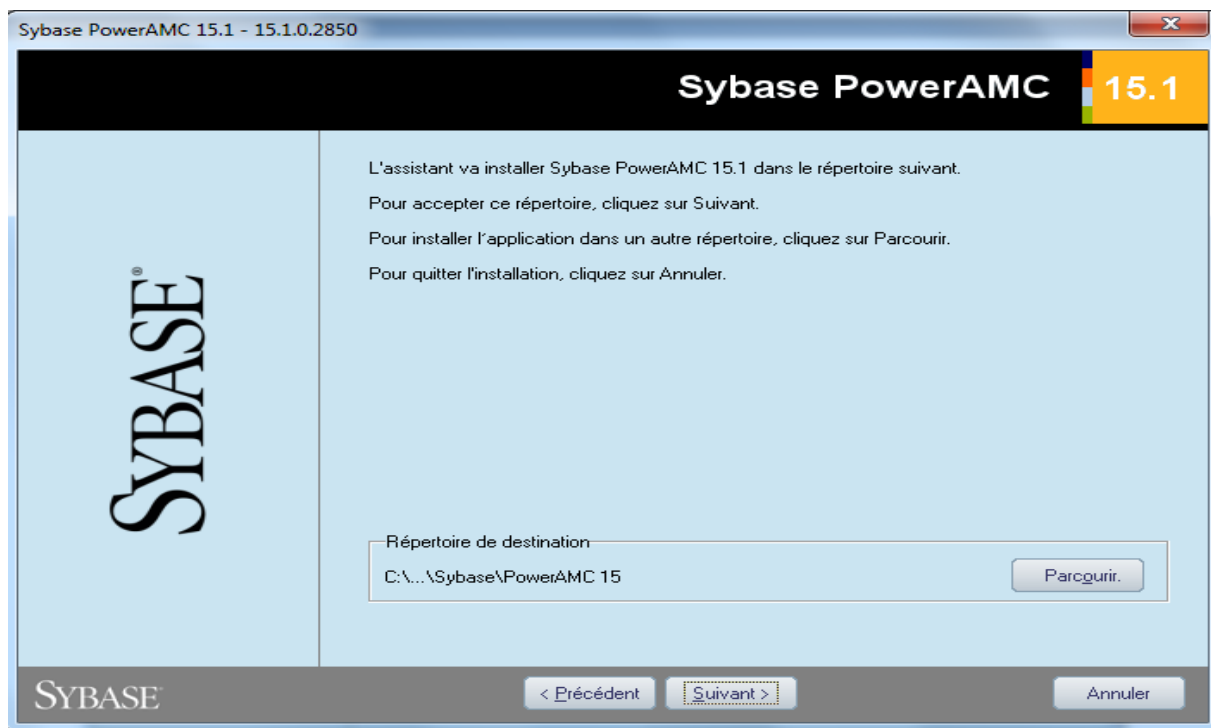 Sybase PowerAMC 15.1 - 15.1.0.2850
Sybase PowerAMC 15.1
L'assistant va installer Sybase PowerAMC 15.1 dans le répertoire suivant.
Pour accepter ce répertoire, cliquez sur Suivant.
Pour installer l'application dans un autre répertoire, cliquez sur Parcourir.
Pour quitter l'installation, cliquez sur Annuler.
SYBASE®
Répertoire de destination
C:\...\Sybase\PowerAMC 15
Parcourir.
SYBASE
< Précédent
Suivant >
Annuler